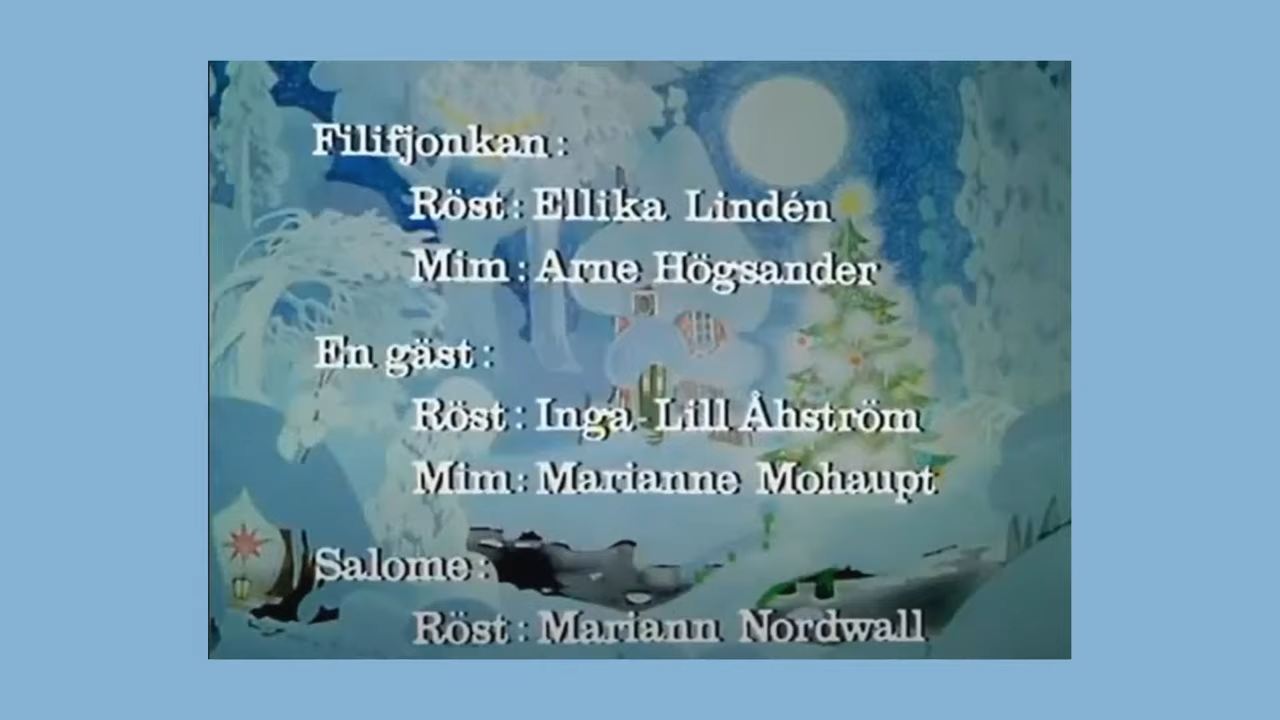 Filifjonkan:
Röst: Ellika Lindén
Mim: Arne Högsander
En gäst:
Röst: Inga-Lill Åhström
Mim: Marianne Mohaupt
Salome:
Röst: Mariann Nordwall